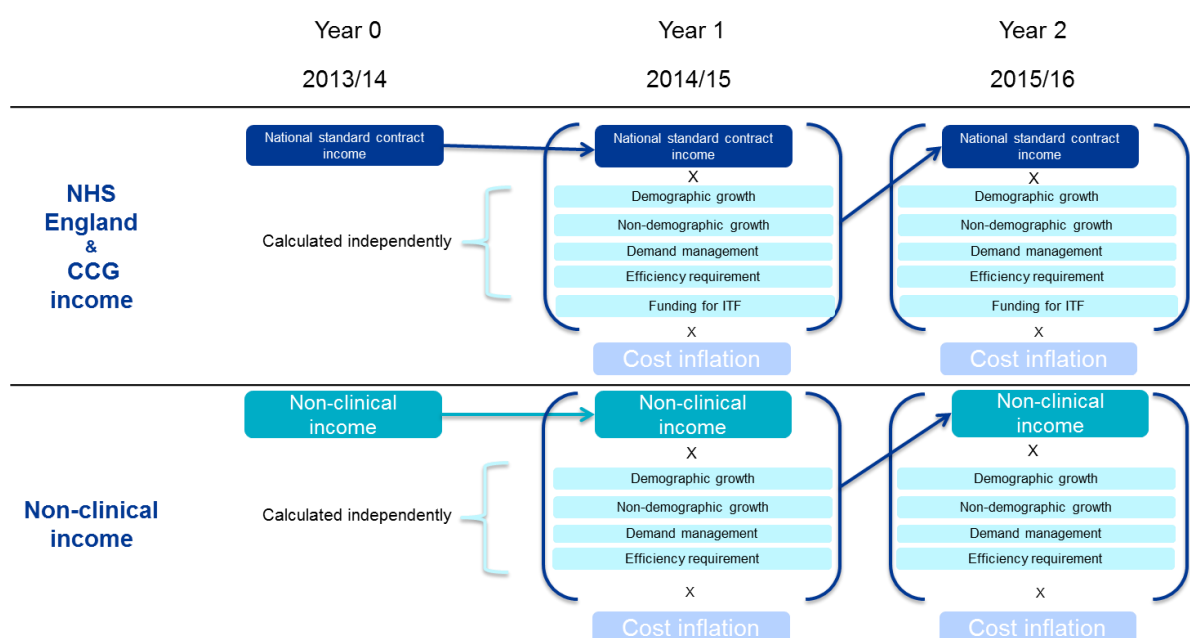 Year 0
Year 1
Year 2
2013/14
2014/15
2015/16
NHS
England
&
CCG
income
National standard contract
income
Calculated independently
National standard contract
income
X
Demographic growth
Non-demographic growth
Demand management
Efficiency requirement
Funding for ITF
X
Cost inflation
National standard contract
income
X
Demographic growth
Non-demographic growth
Demand management
Efficiency requirement
Funding for ITF
X
Cost inflation
Non-clinical
income
Non-clinical
income
Calculated independently
Non-clinical
income
X
Demographic growth
Non-demographic growth
Demand management
Efficiency requirement
X
Cost inflation
Non-clinical
income
X
Demographic growth
Non-demographic growth
Demand management
Efficiency requirement
X
Cost inflation